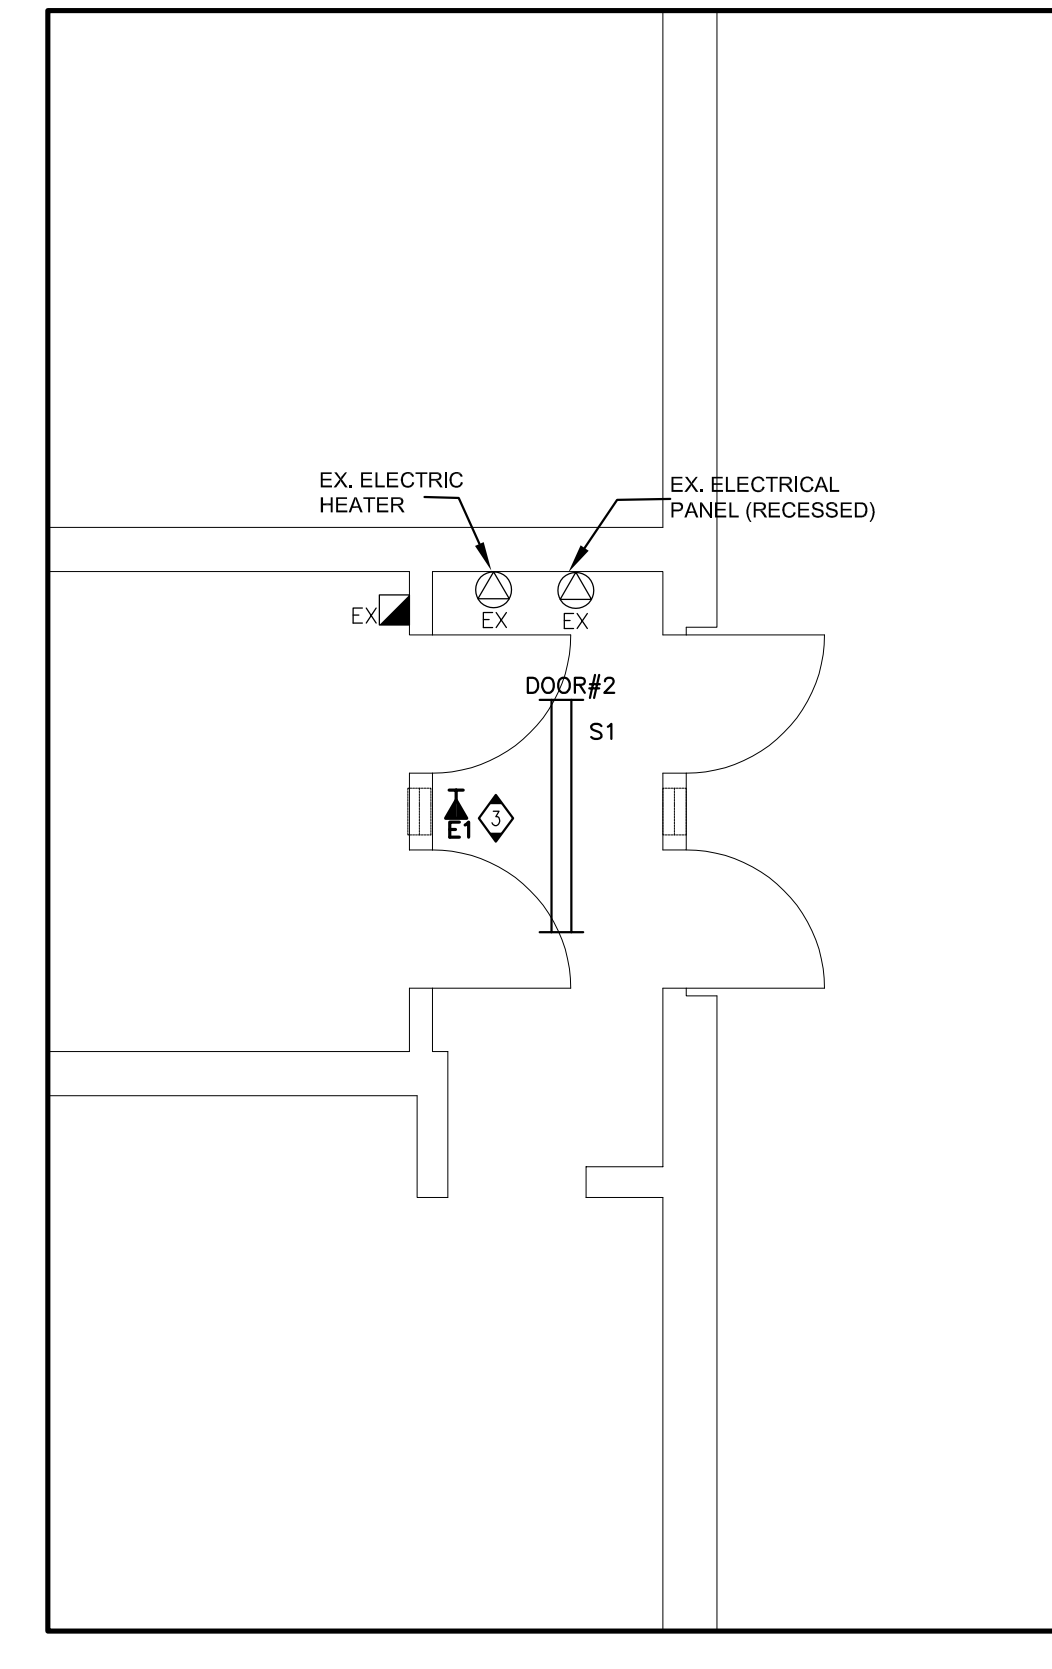 EX. ELECTRIC
HEATER
EX. ELECTRICAL
PANEL (RECESSED)
EX
EX
EX
DOOR#2
S1
E1
3